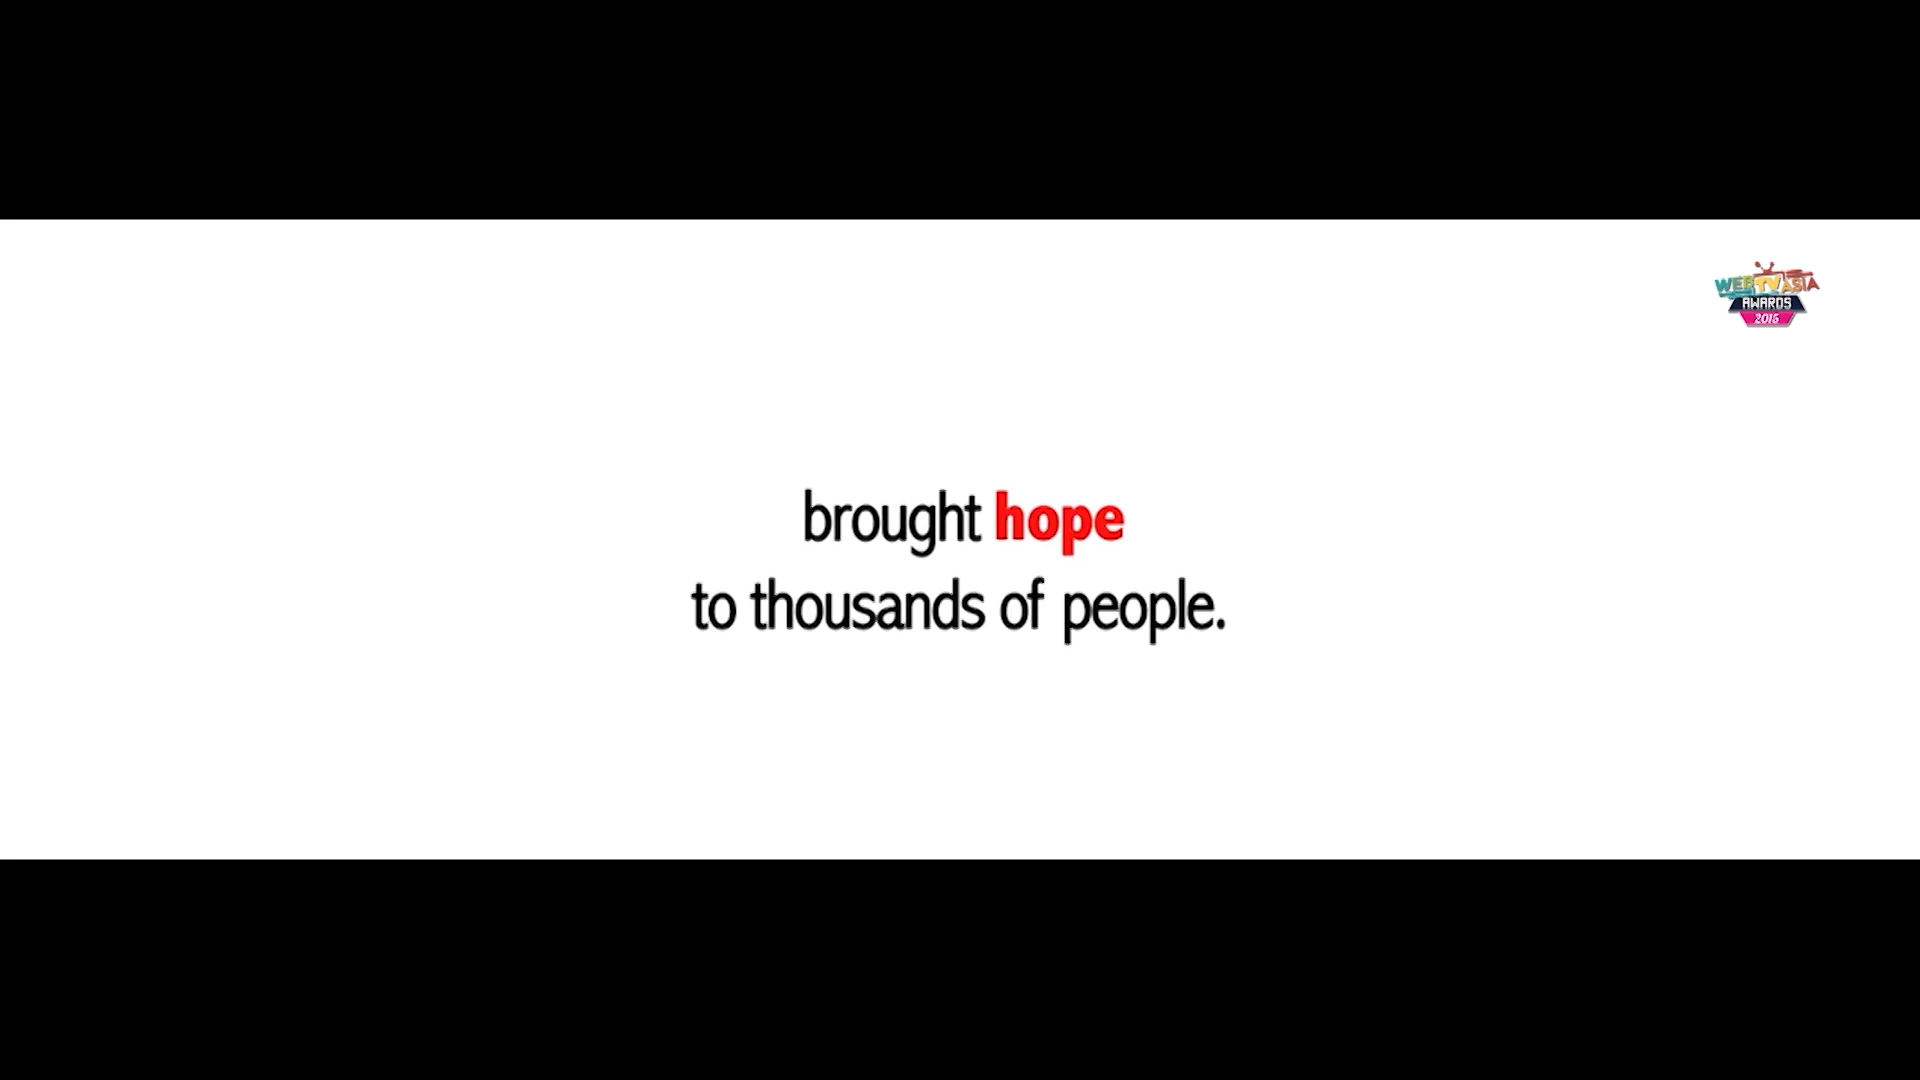 WEBTVASIA
AWARDS
2015
brought hope
to thousands of people.